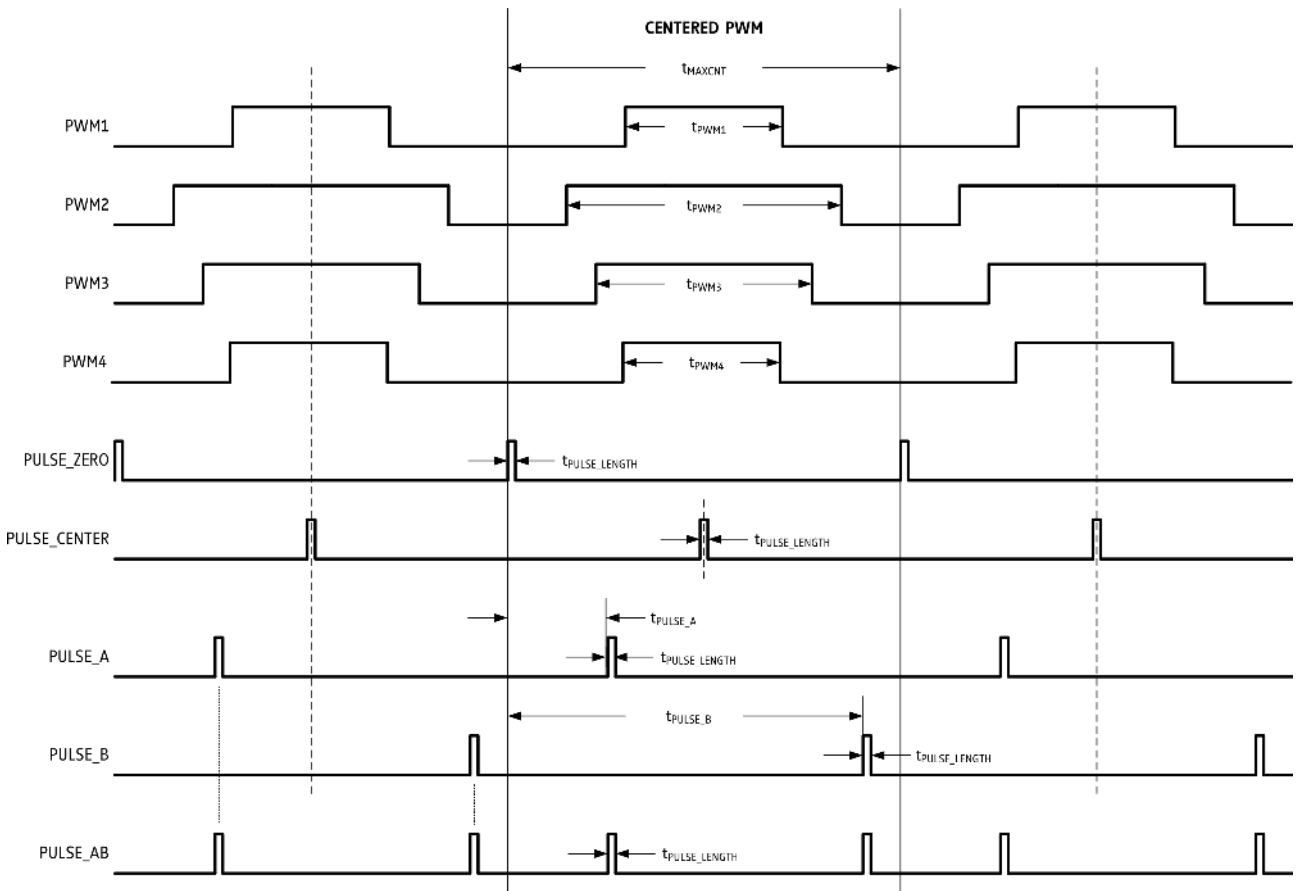 CENTERED PWM
tMAXCNT
PWM1
tPWM1
PWM2
tPWM2
PWM3
tPWM3
PWM4
tPWM4
PULSE_ZERO
tPULSE_LENGTH
PULSE_CENTER
tPULSE_LENGTH
tPULSE_A
PULSE_A
tPULSE_LENGTH
tPULSE_B
PULSE_B
tPULSE_LENGTH
PULSE_AB
tPULSE_LENGTH